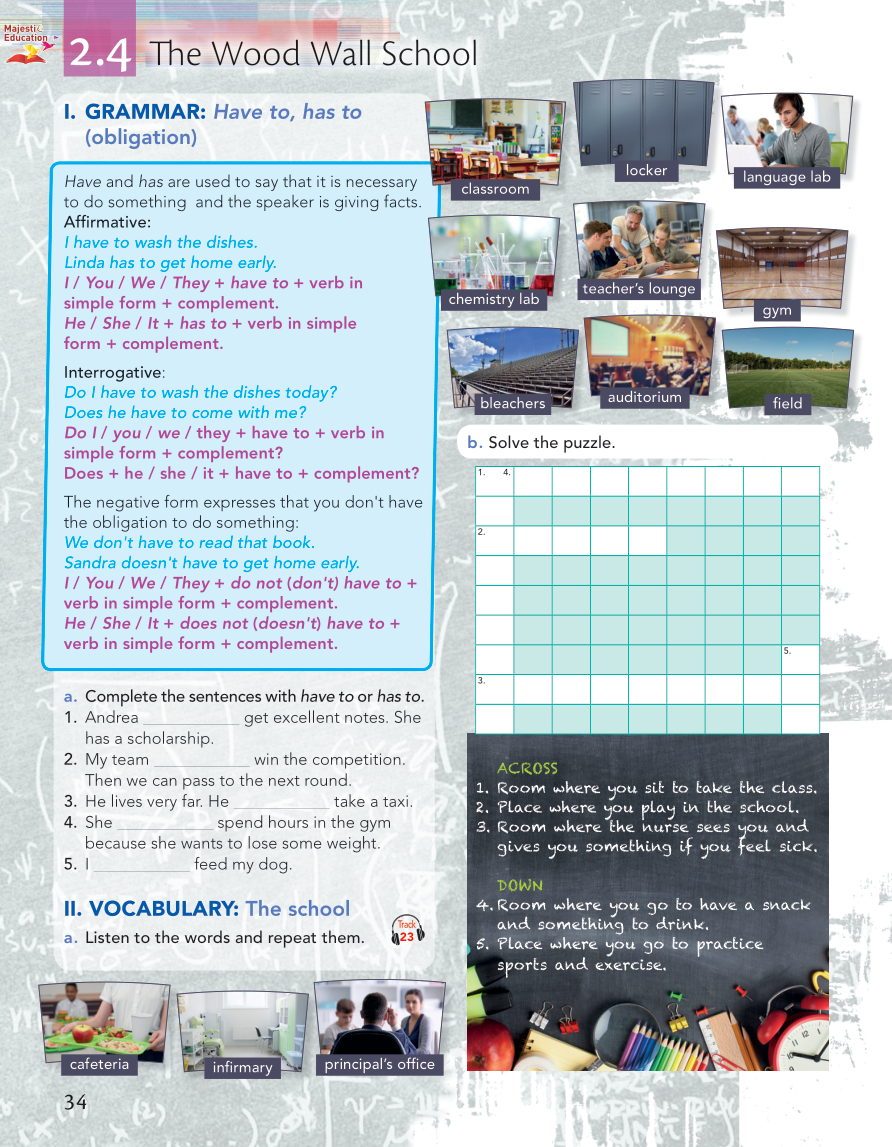 Majestic
Education
2.4 The Wood Wall School
I. GRAMMAR: Have to, has to
(obligation)
Have and has are used to say that it is necessary
to do something and the speaker is giving facts.
Affirmative:
I have to wash the dishes.
Linda has to get home early.
I / You / We / They + have to + verb in
simple form + complement.
He / She / It + has to + verb in simple
form + complement.
Interrogative:
Do I have to wash the dishes today?
Does he have to come with me?
Do I / you / we / they + have to + verb in
simple form + complement?
Does + he / she / it + have to + complement?
The negative form expresses that you don't have
the obligation to do something:
We don't have to read that book.
Sandra doesn't have to get home early.
I / You / We / They + do not (don't) have to +
verb in simple form + complement.
He / She / It + does not (doesn't) have to +
verb in simple form + complement.
a. Complete the sentences with have to or has to.
1. Andrea ___________ get excellent notes. She
has a scholarship.
2. My team ___________ win the competition.
Then we can pass to the next round.
3. He lives very far. He ___________ take a taxi.
4. She ___________ spend hours in the gym
because she wants to lose some weight.
5. I ___________ feed my dog.
II. VOCABULARY: The school
a. Listen to the words and repeat them.
Track
23
cafeteria
infirmary
principal's office
classroom
locker
language lab
chemistry lab
teacher's lounge
gym
bleachers
auditorium
field
b. Solve the puzzle.
1. 4.
2.
5.
3.
ACROSS
1. Room where you sit to take the class.
2. Place where you play in the school.
3. Room where the nurse sees you and
gives you something if you feel sick.
DOWN
4. Room where you go to have a snack
and something to drink.
5. Place where you go to practice
sports and exercise.
34